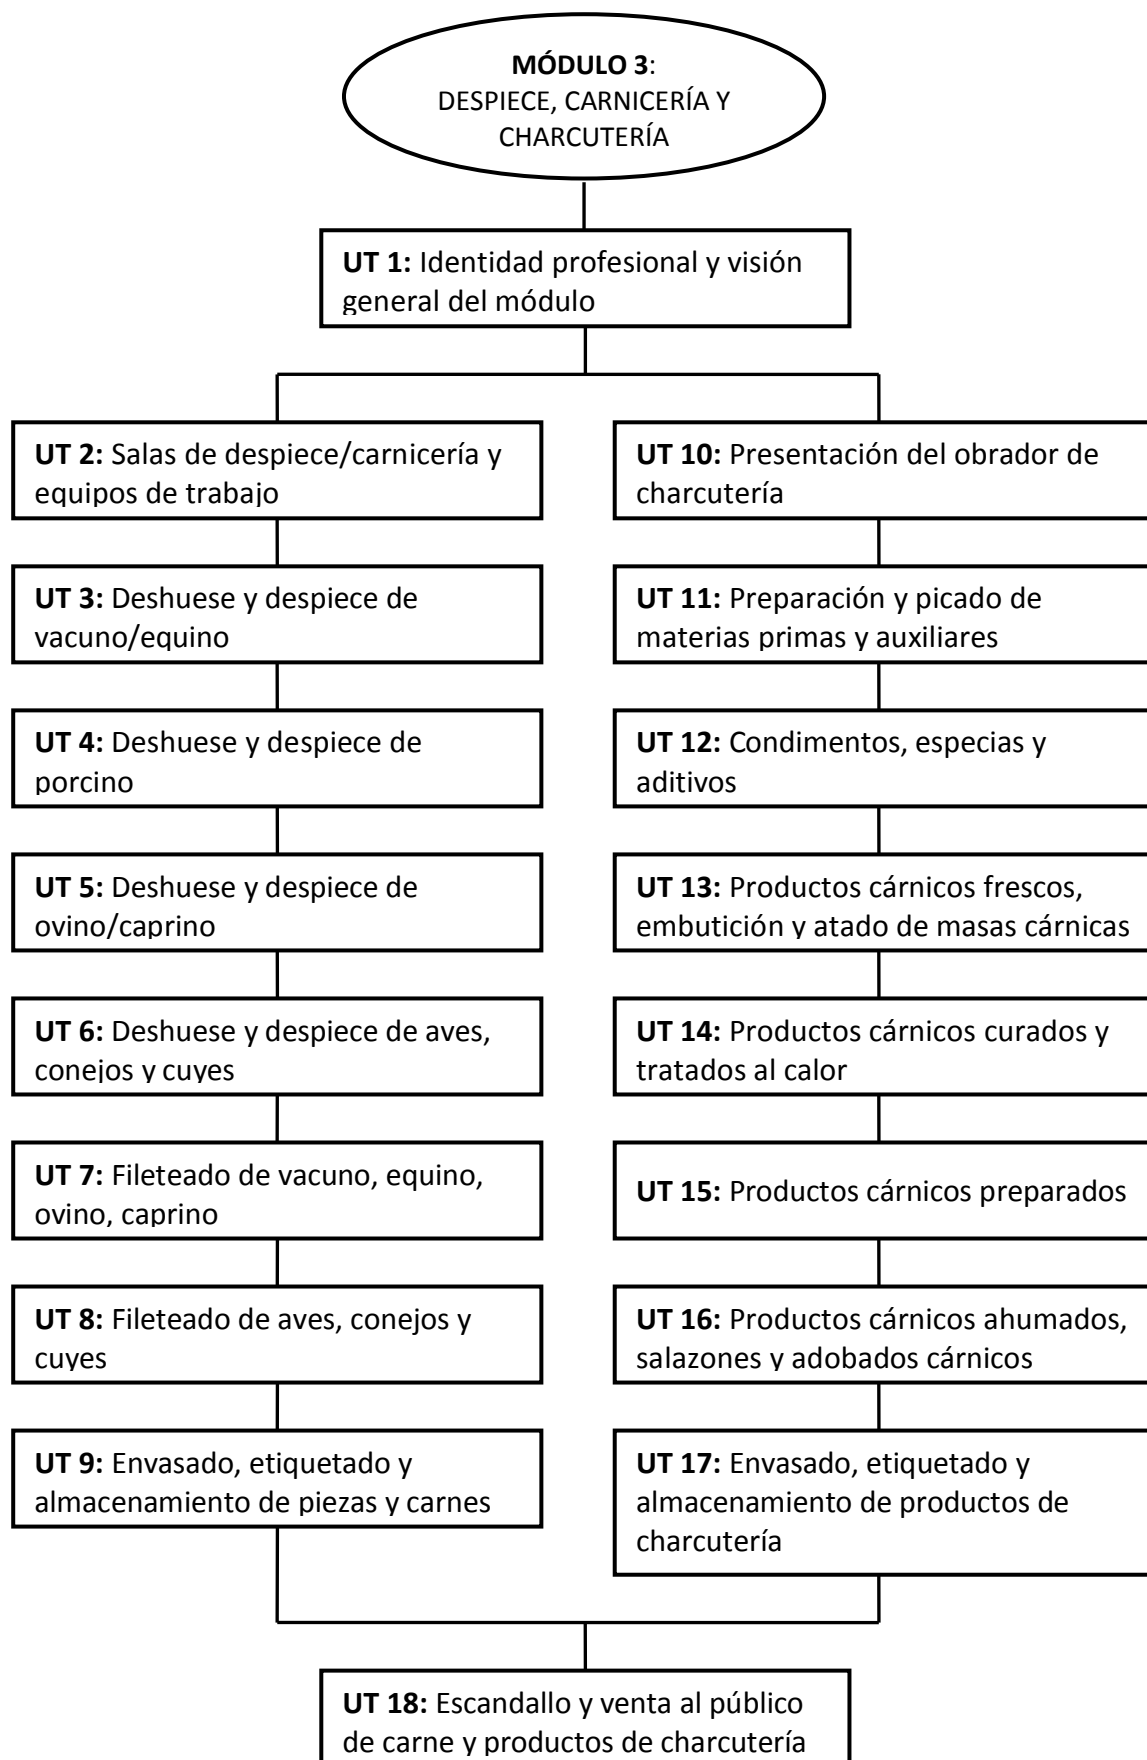 MÓDULO 3:
DESPIECE, CARNICERÍA Y
CHARCUTERÍA
UT 1: Identidad profesional y visión
general del módulo
UT 2: Salas de despiece/carnicería y
equipos de trabajo
UT 3: Deshuese y despiece de
vacuno/equino
UT 4: Deshuese y despiece de
porcino
UT 5: Deshuese y despiece de
ovino/caprino
UT 6: Deshuese y despiece de aves,
conejos y cuyes
UT 7: Fileteado de vacuno, equino,
ovino, caprino
UT 8: Fileteado de aves, conejos y
cuyes
UT 9: Envasado, etiquetado y
almacenamiento de piezas y carnes
UT 10: Presentación del obrador de
charcutería
UT 11: Preparación y picado de
materias primas y auxiliares
UT 12: Condimentos, especias y
aditivos
UT 13: Productos cárnicos frescos,
embutición y atado de masas cárnicas
UT 14: Productos cárnicos curados y
tratados al calor
UT 15: Productos cárnicos preparados
UT 16: Productos cárnicos ahumados,
salazones y adobados cárnicos
UT 17: Envasado, etiquetado y
almacenamiento de productos de
charcutería
UT 18: Escandallo y venta al público
de carne y productos de charcutería